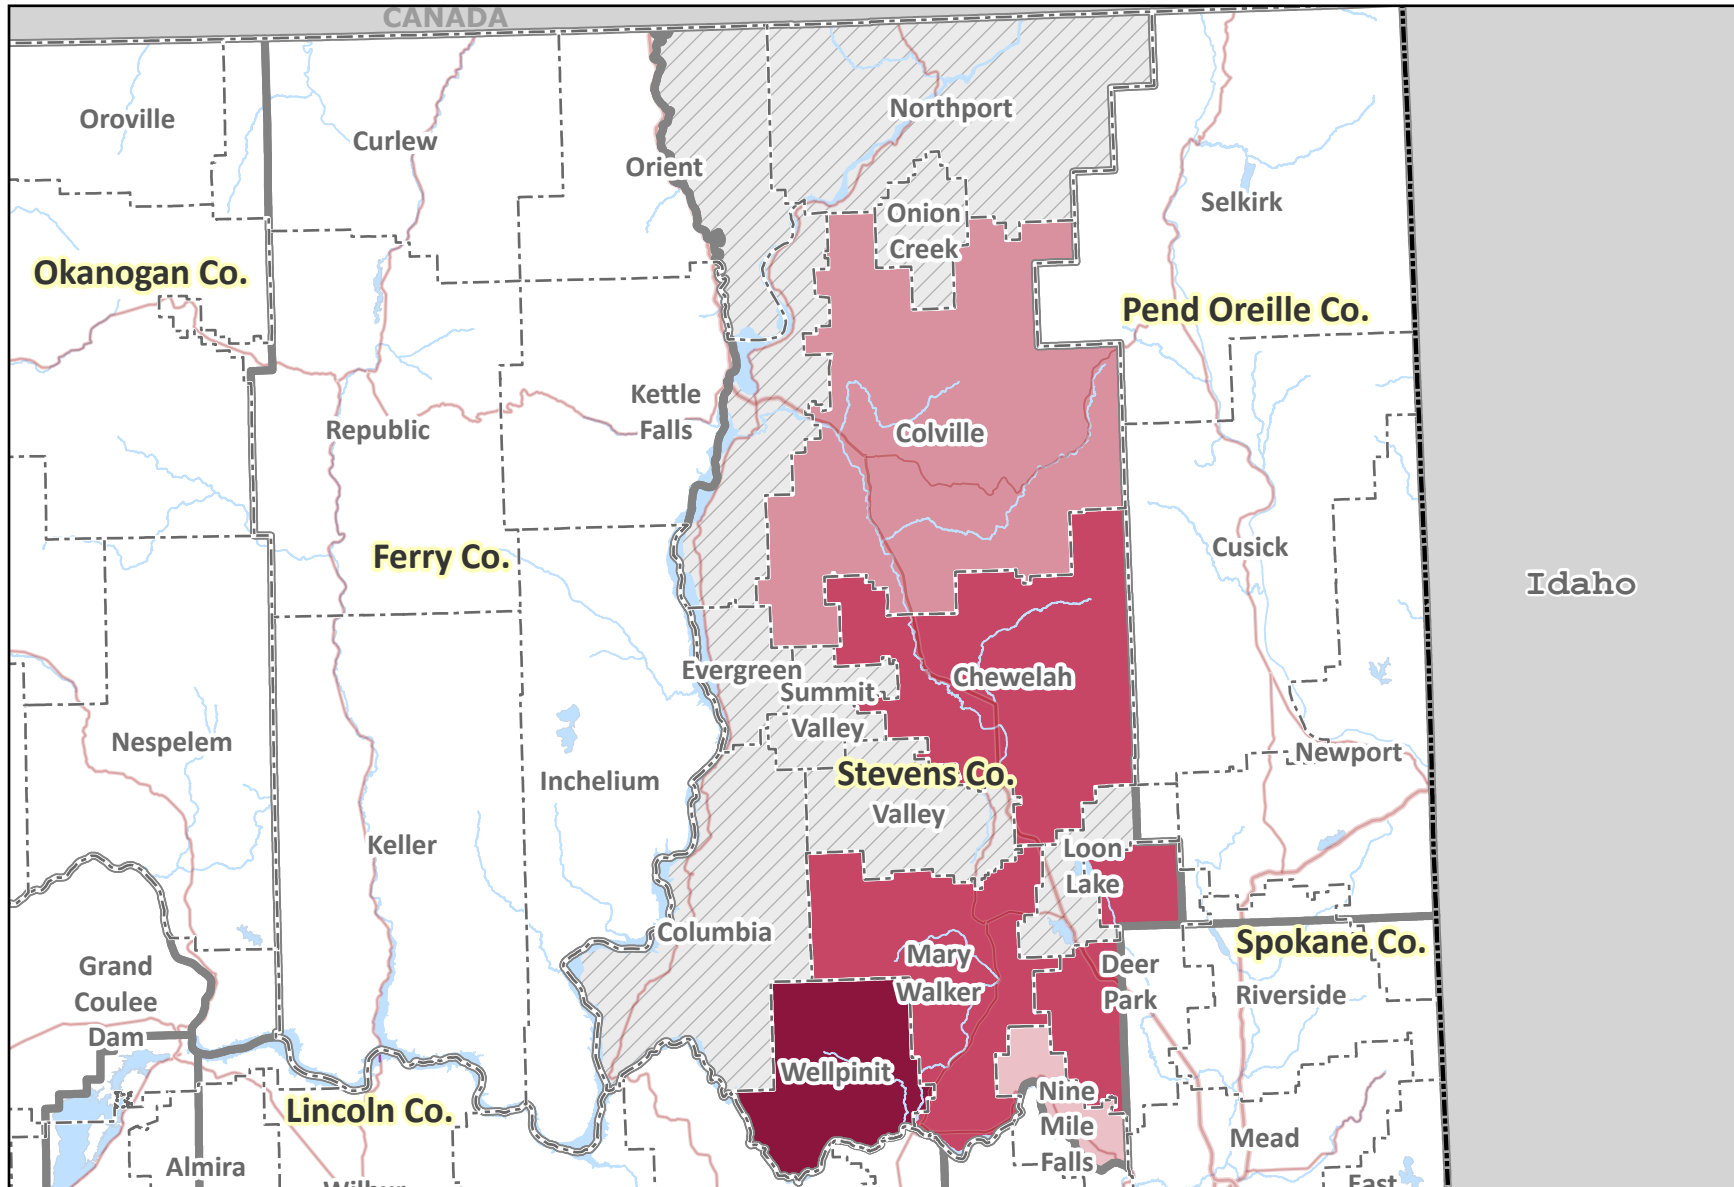 CANADA
Oroville
Curlew
Orient
Northport
Selkirk
Onion
Creek
Okanogan Co.
Pend Oreille Co.
Kettle
Falls
Republic
Colville
Ferry Co.
Cusick
Idaho
Evergreen
Summit
Valley
Chewelah
Nespelem
Inchelium
Newport
Stevens Co.
Valley
Keller
Loon
Lake
Columbia
Mary
Walker
Deer
Park
Spokane Co.
Riverside
Grand
Coulee
Dam
Wellpinit
Nine
Mile
Falls
Lincoln Co.
Mead
Almira
Wilbur
East